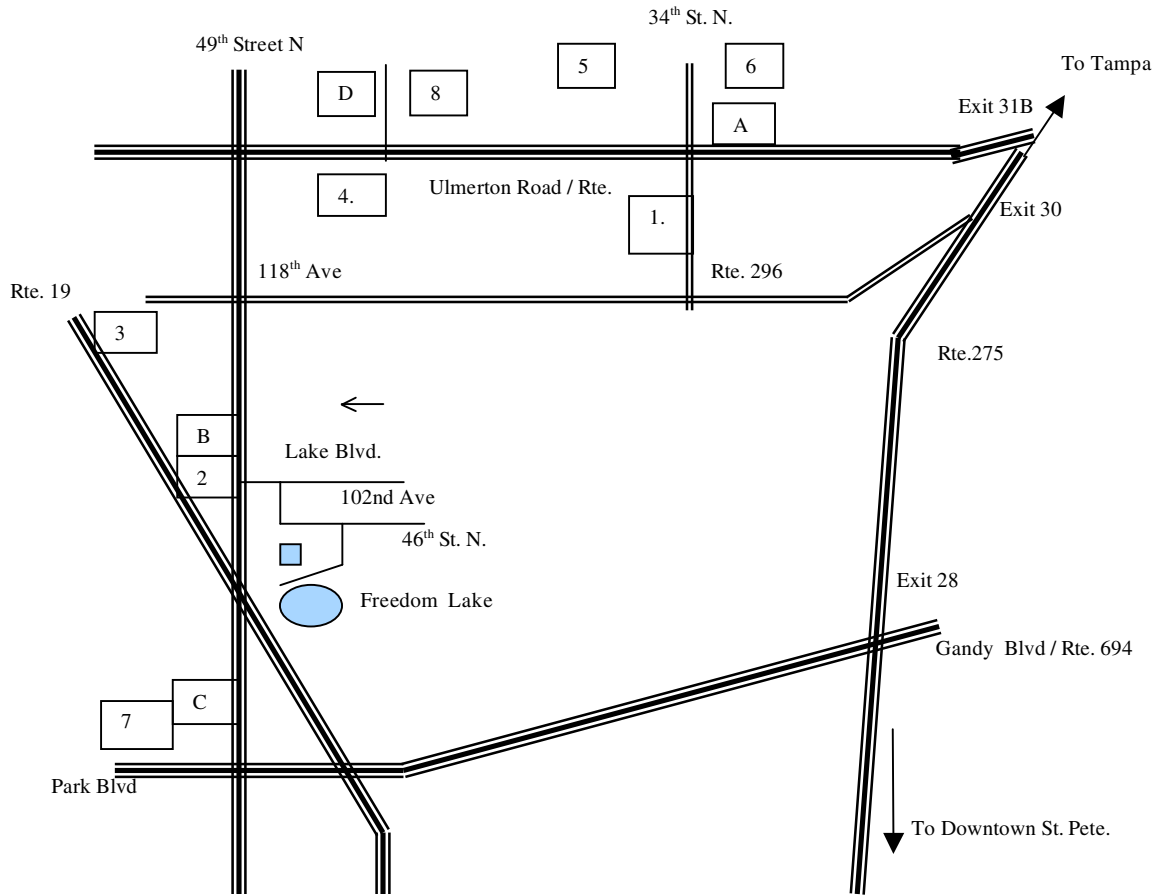 34th St. N.
49th Street N
5
6
To Tampa
D
8
Exit 31B
A
Ulmerton Road / Rte.
4.
1.
Exit 30
118th Ave
Rte. 296
Rte. 19
3
Rte.275
B
Lake Blvd.
2
102nd Ave
46th St. N.
Exit 28
Freedom Lake
Gandy Blvd / Rte. 694
C
7
Park Blvd
To Downtown St. Pete.